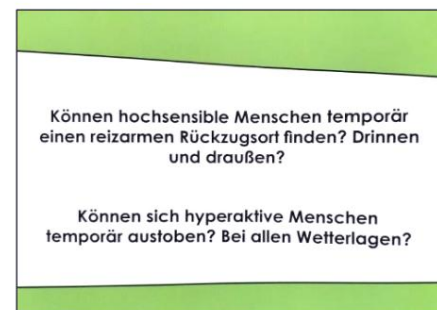 Können hochsensible Menschen temporär
einen reizarmen Rückzugsort finden? Drinnen
und draußen?
Können sich hyperaktive Menschen
temporär austoben? Bei allen Wetterlagen?